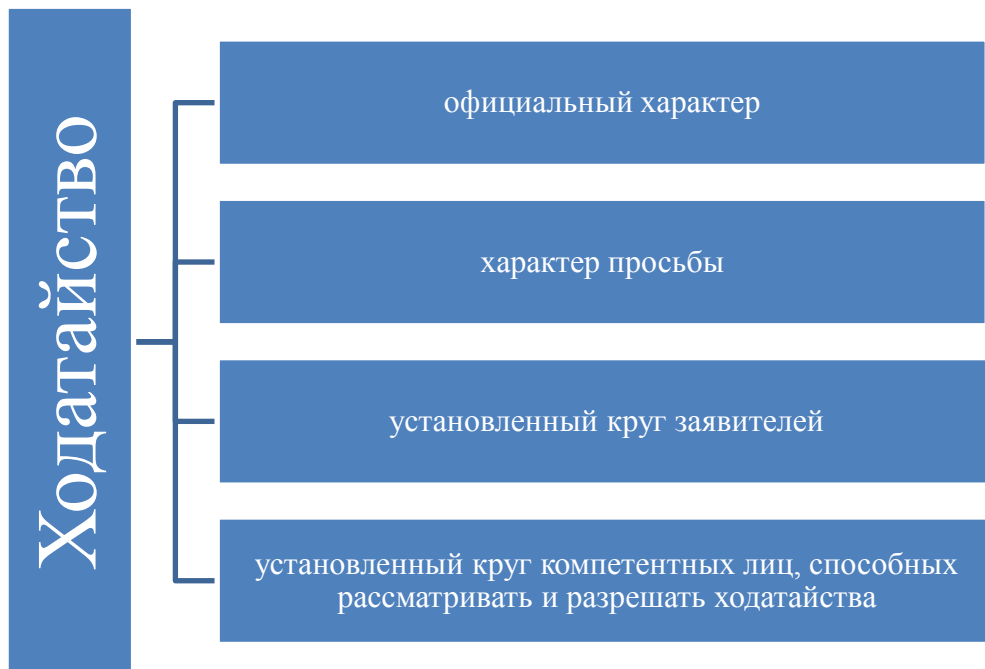 Ходатайство
официальный характер
характер просьбы
установленный круг заявителей
установленный круг компетентных лиц, способных
рассматривать и разрешать ходатайства